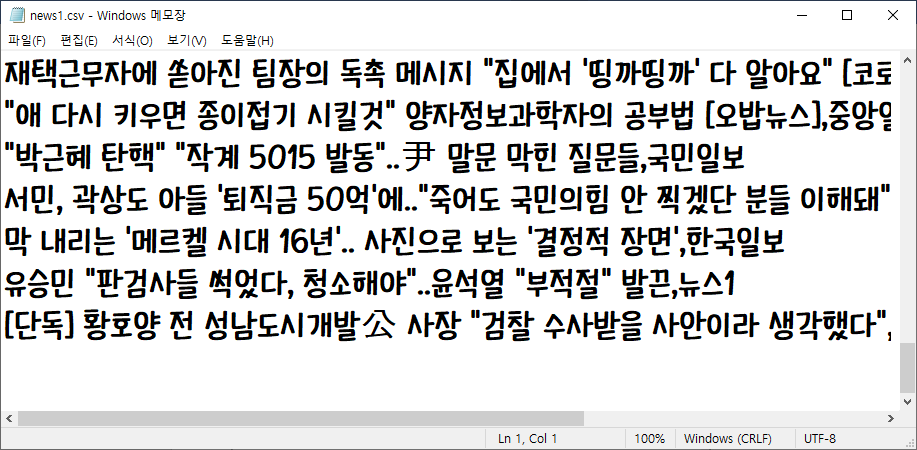 news1.csv - Windows 메모장
파일(F) 편집(E) 서식(O) 보기(V) 도움말(H)
재택근무자에 쏟아진 팀장의 독촉 메시지 "집에서 '띵까띵까' 다 알아요" [코로
"애 다시 키우면 종이접기 시킬것" 양자정보과학자의 공부법 [오밥뉴스],중앙일
"박근혜 탄핵" "작계 5015 발동"..尹 말문 막힌 질문들,국민일보
서민, 곽상도 아들 '퇴직금 50억'에.."죽어도 국민의힘 안 찍겠단 분들 이해돼"
막 내리는 '메르켈 시대 16년'.. 사진으로 보는 '결정적 장면',한국일보
유승민 "판검사들 썩었다, 청소해야"..윤석열 "부적절" 발끈,뉴스1
[단독] 황호양 전 성남도시개발公 사장 "검찰 수사받을 사안이라 생각했다",
Ln 1, Col 1 100% Windows (CRLF) UTF-8